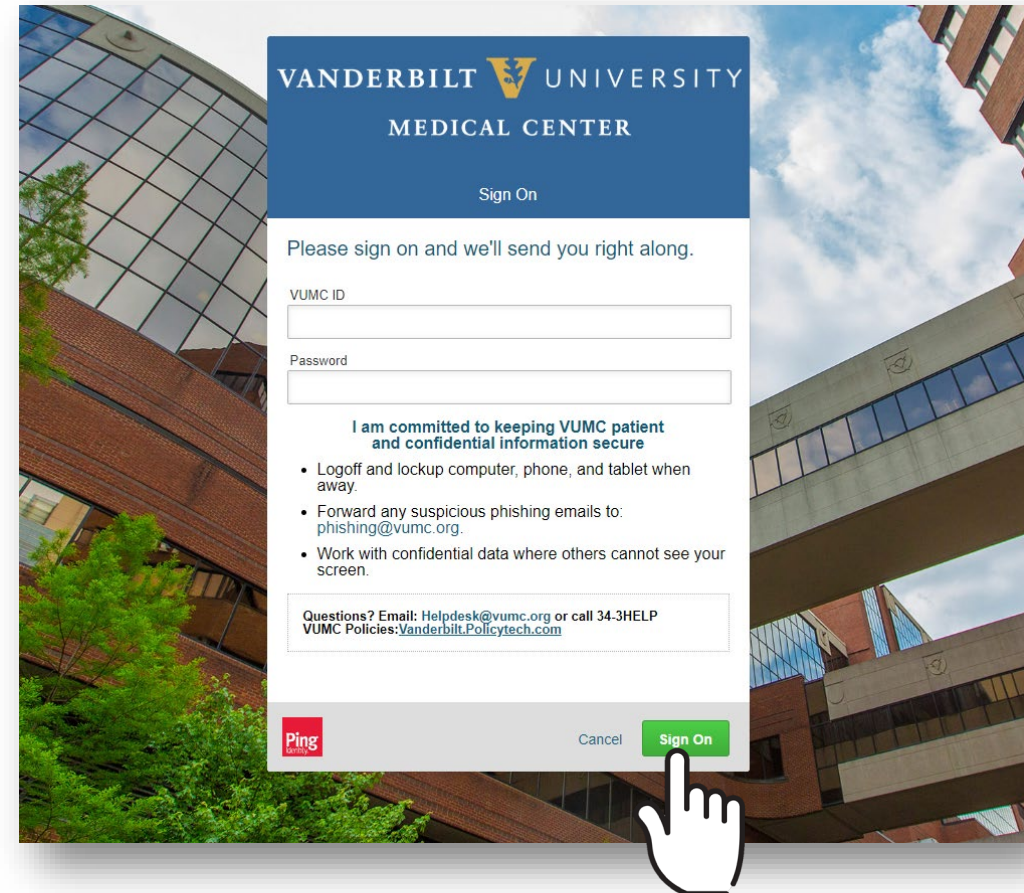 VANDERBILT V UNIVERSITY
MEDICAL CENTER
Sign On
Please sign on and we'll send you right along.
VUMC ID
Password
I am committed to keeping VUMC patient
and confidential information secure
• Logoff and lockup computer, phone, and tablet when
away.
• Forward any suspicious phishing emails to:
phishing@vumc.org.
• Work with confidential data where others cannot see your
screen.
Questions? Email: Helpdesk@vumc.org or call 34-3HELP
VUMC Policies:Vanderbilt.Policytech.com
Ping
Identity
Cancel
Sign On